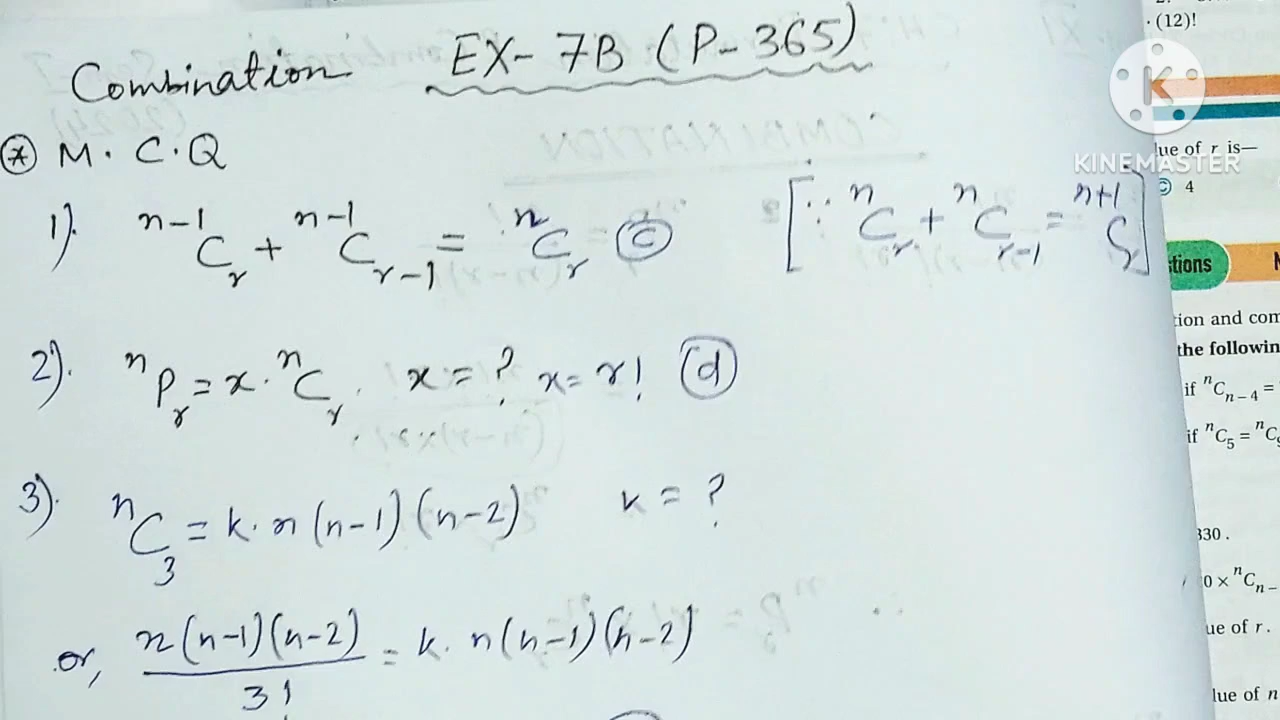 Combination EX- 7B (P-365)
⊛ M.C.Q
1). ⁿ⁻¹Cᵣ + ⁿ⁻¹Cᵣ₋₁ = ⁿCᵣ ⓒ [∵ ⁿCᵣ + ⁿCᵣ₋₁ = ⁿ⁺¹Cᵣ]
2). ⁿPᵣ = x · ⁿCᵣ x = ? x = r! ⓓ
3). ⁿC₃ = k. n(n-1)(n-2) k = ?
or, n(n-1)(n-2)/3! = k. n(n-1)(n-2)
KINEMASTER
· (12)!
lue of r is—
ⓒ 4
tions
tion and com
the followin
if ⁿCₙ₋₄ =
if ⁿC₅ = ⁿC
330 .
0 × ⁿCₙ₋
ue of r.
lue of n